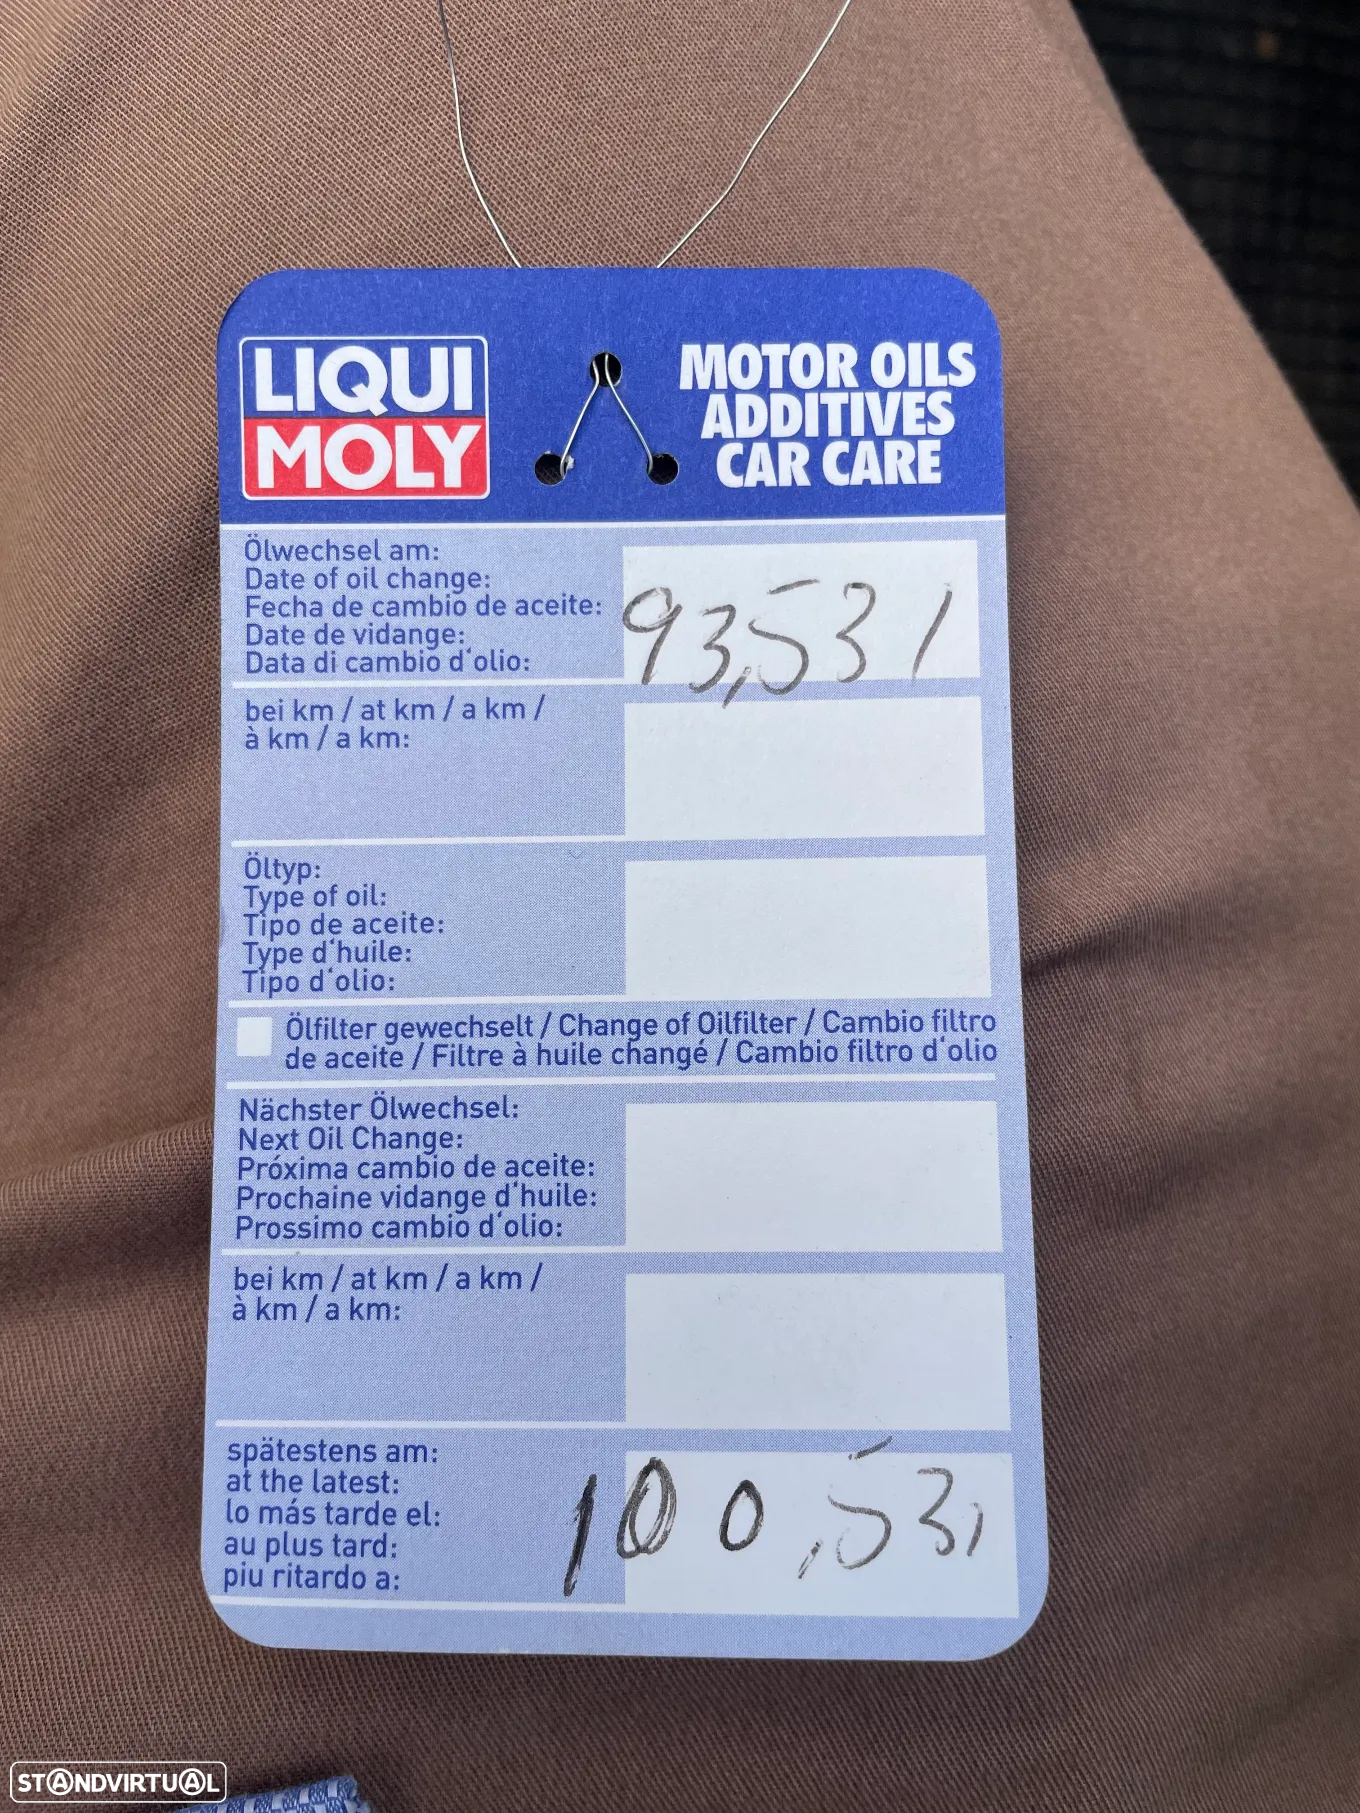 LIQUI
MOLY
MOTOR OILS
ADDITIVES
CAR CARE
Ölwechsel am:
Date of oil change:
Fecha de cambio de aceite:
Date de vidange:
Data di cambio d'olio:
93,531
bei km / at km / a km /
à km / a km:
Öltyp:
Type of oil:
Tipo de aceite:
Type d'huile:
Tipo d'olio:
Ölfilter gewechselt / Change of Oilfilter / Cambio filtro
de aceite / Filtre à huile changé / Cambio filtro d'olio
Nächster Ölwechsel:
Next Oil Change:
Próxima cambio de aceite:
Prochaine vidange d'huile:
Prossimo cambio d'olio:
bei km / at km / a km /
à km / a km:
spätestens am:
at the latest:
lo más tarde el:
au plus tard:
piu ritardo a:
100,531
STANDVIRTUAL